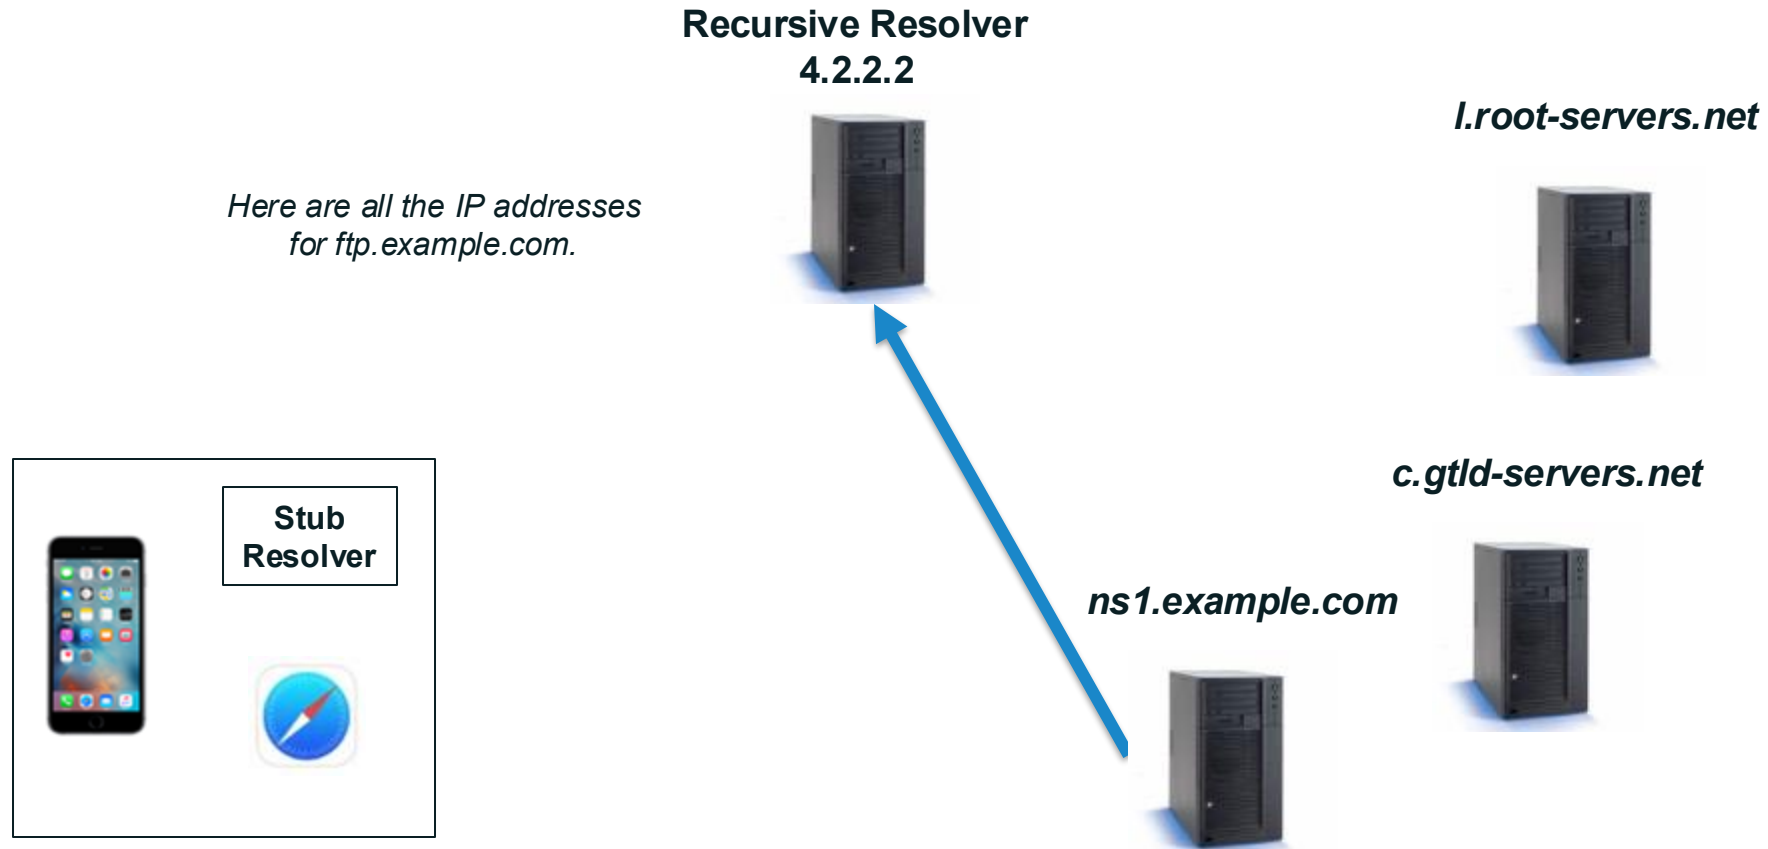 Recursive Resolver
4.2.2.2
l.root-servers.net
Here are all the IP addresses
for ftp.example.com.
c.gtld-servers.net
Stub
Resolver
ns1.example.com